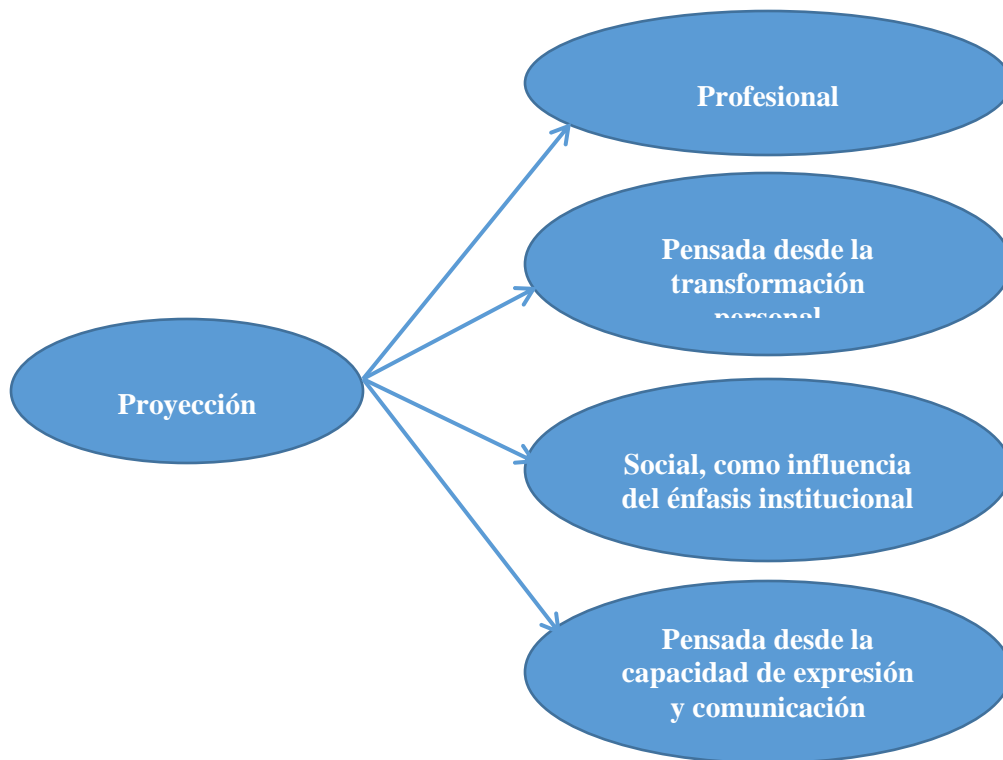 Profesional
Pensada desde la
transformación
personal
Proyección
Social, como influencia
del énfasis institucional
Pensada desde la
capacidad de expresión
y comunicación